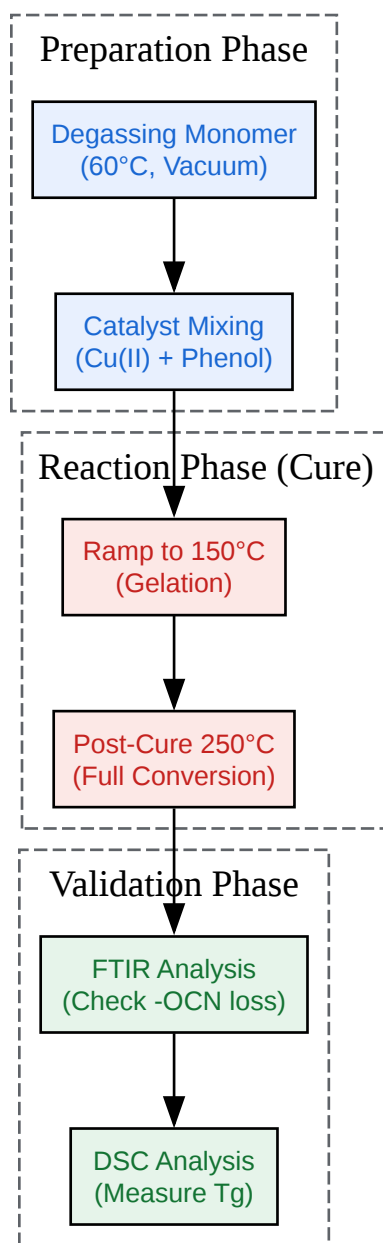 Preparation Phase
Degassing Monomer
(60°C, Vacuum)
Catalyst Mixing
(Cu(II) + Phenol)
Reaction Phase (Cure)
Ramp to 150°C
(Gelation)
Post-Cure 250°C
(Full Conversion)
Validation Phase
FTIR Analysis
(Check -OCN loss)
DSC Analysis
(Measure Tg)